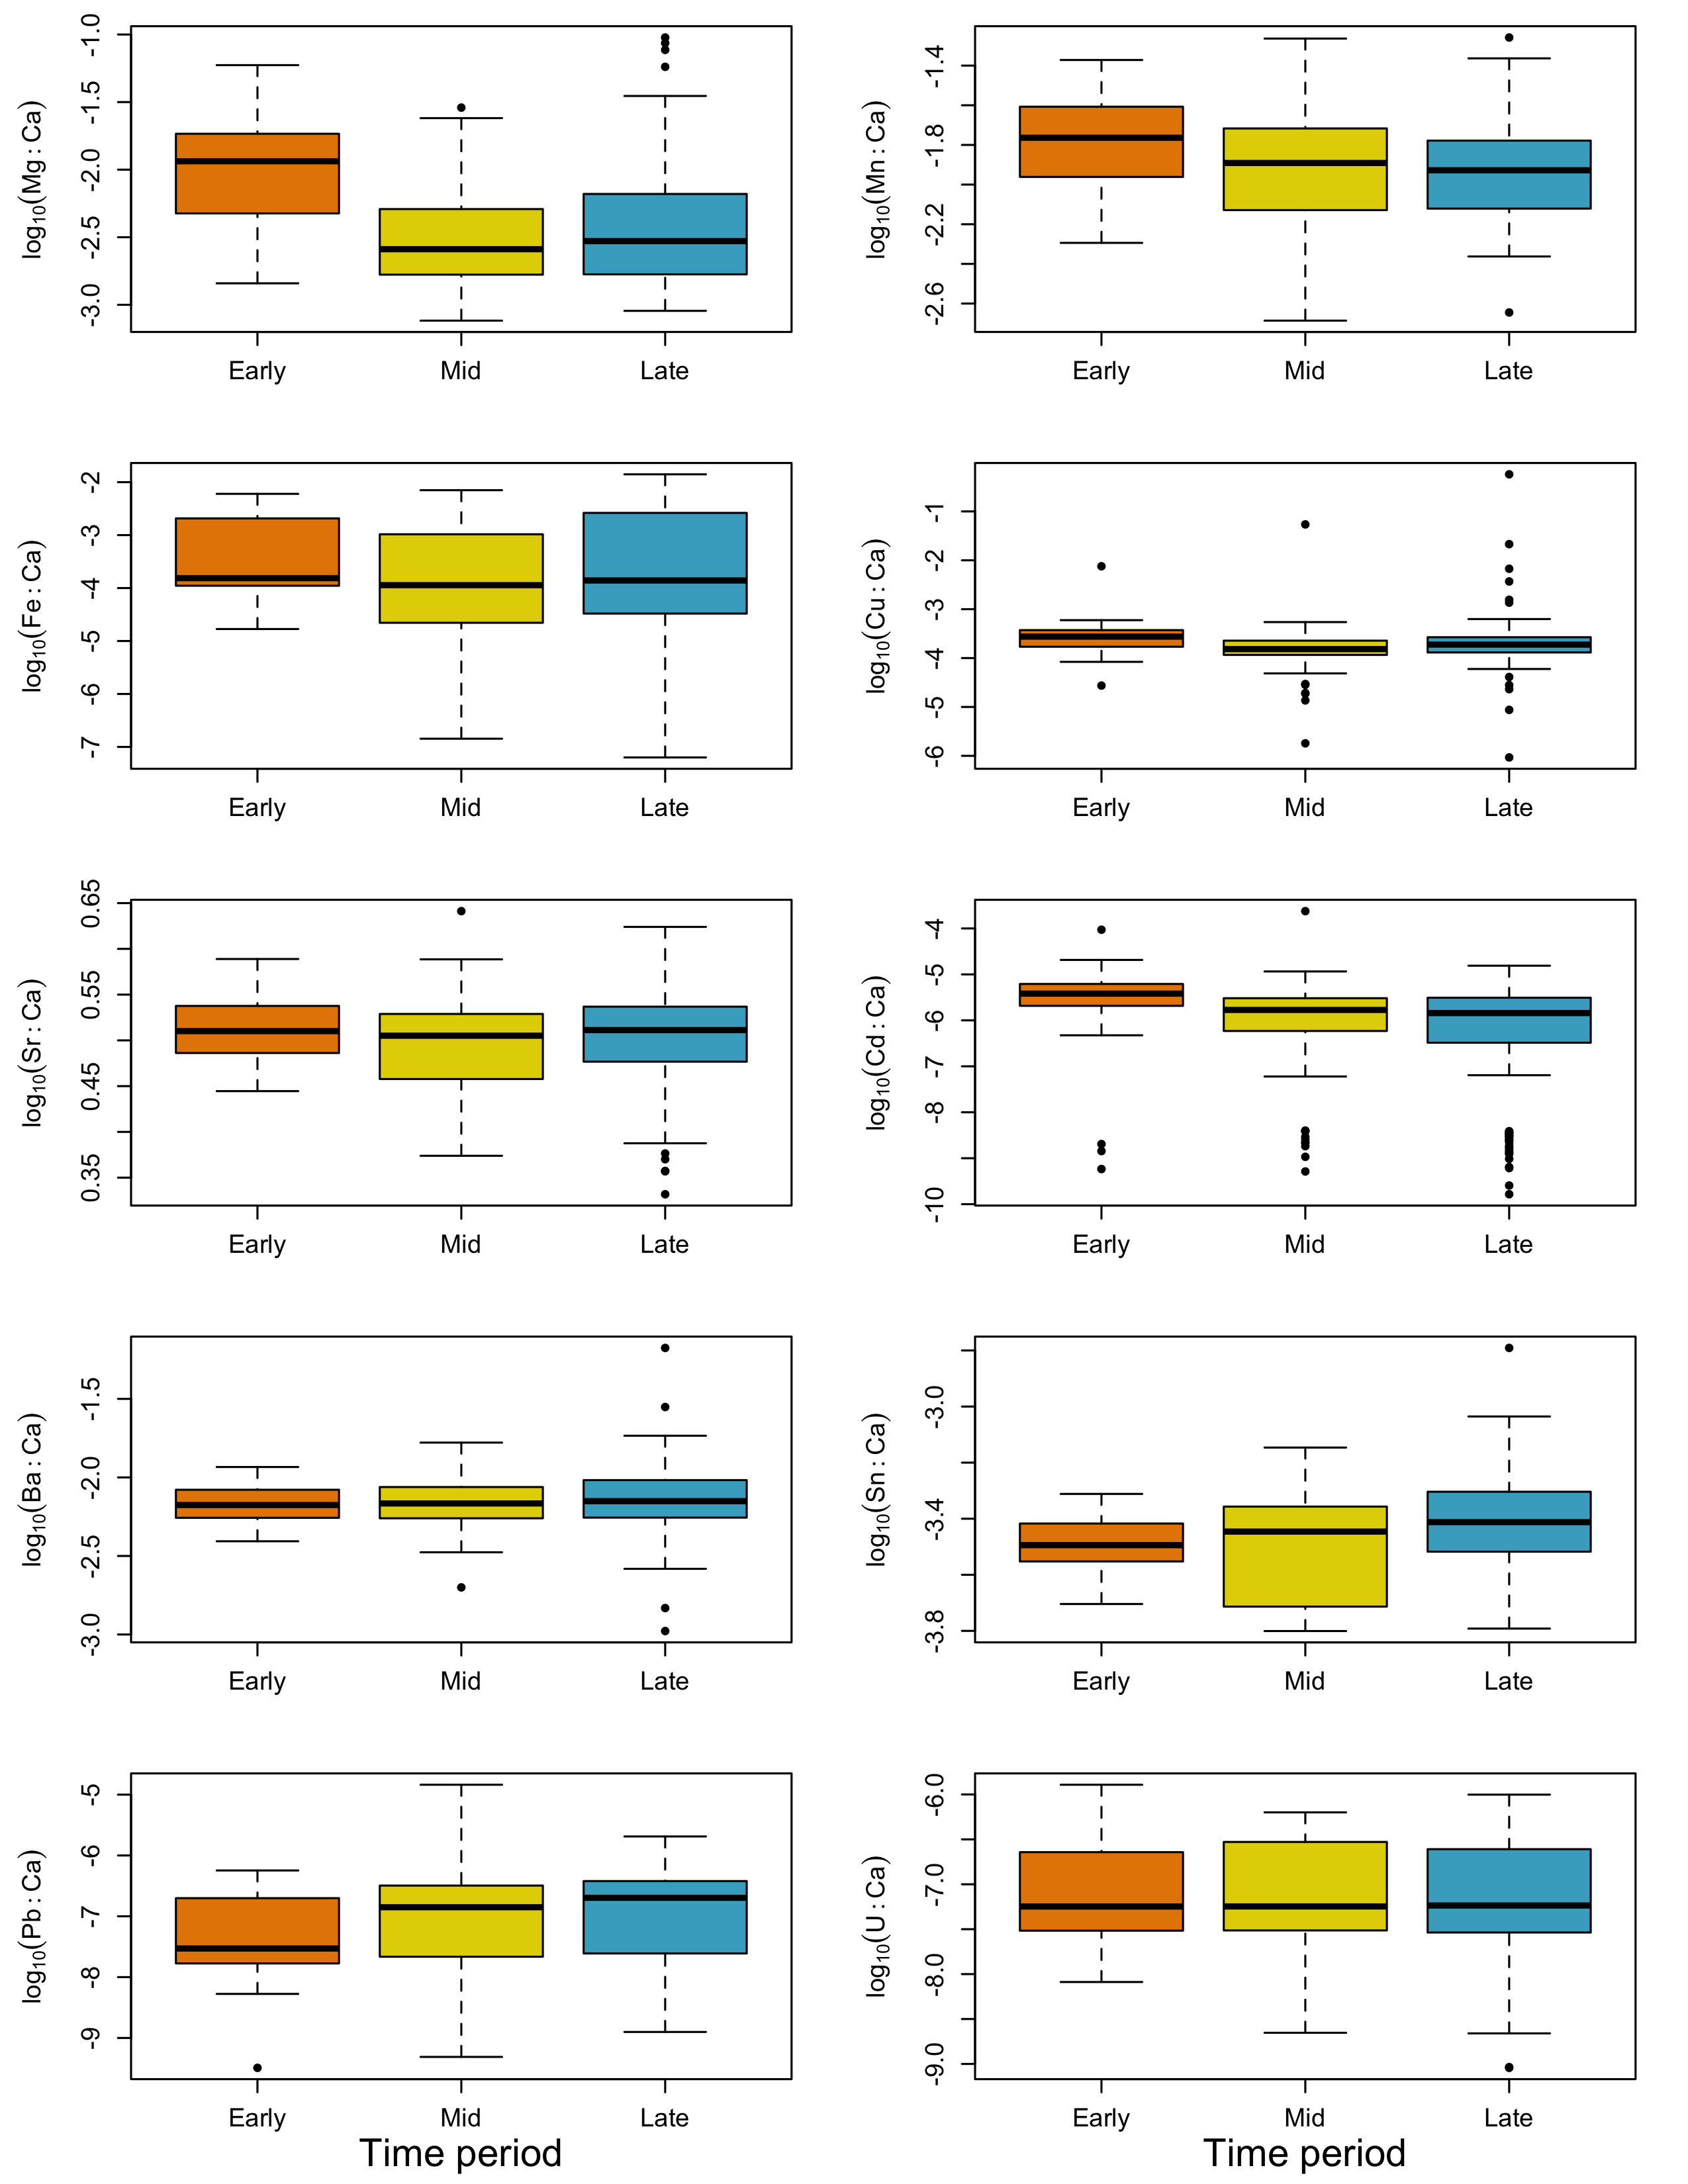 log10(Mg : Ca)
-1.0
-1.5
-2.0
-2.5
-3.0
Early Mid Late
log10(Mn : Ca)
-1.4
-1.8
-2.2
-2.6
Early Mid Late
log10(Fe : Ca)
-2
-3
-4
-5
-6
-7
Early Mid Late
log10(Cu : Ca)
-1
-2
-3
-4
-5
-6
Early Mid Late
log10(Sr : Ca)
0.65
0.55
0.45
0.35
Early Mid Late
log10(Cd : Ca)
-4
-5
-6
-7
-8
-10
Early Mid Late
log10(Ba : Ca)
-1.5
-2.0
-2.5
-3.0
Early Mid Late
log10(Sn : Ca)
-3.0
-3.4
-3.8
Early Mid Late
log10(Pb : Ca)
-5
-6
-7
-8
-9
Early Mid Late
Time period
log10(U : Ca)
-6.0
-7.0
-8.0
-9.0
Early Mid Late
Time period